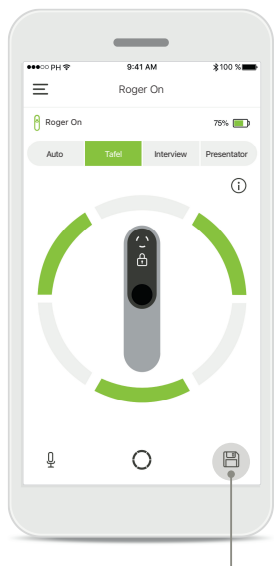 PH 9:41 AM 100 %
Roger On
Roger On 75%
Auto Tafel Interview Presentator